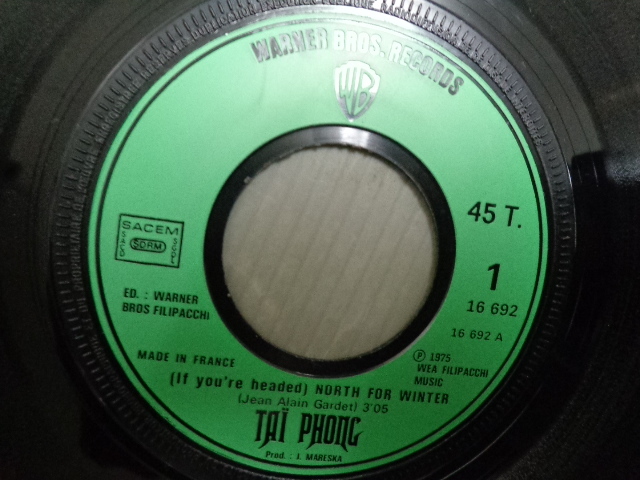 WARNER BROS. RECORDS
WB
45 T.
SACEM
SACD
SDRM
SGDL
1
16 692
ED. : WARNER
BROS FILIPACCHI
16 692 A
MADE IN FRANCE
℗ 1975
WEA FILIPACCHI
MUSIC
(If you're headed) NORTH FOR WINTER
(Jean Alain Gardet) 3'05
TAÏ PHONG
Prod. : J. MARESKA